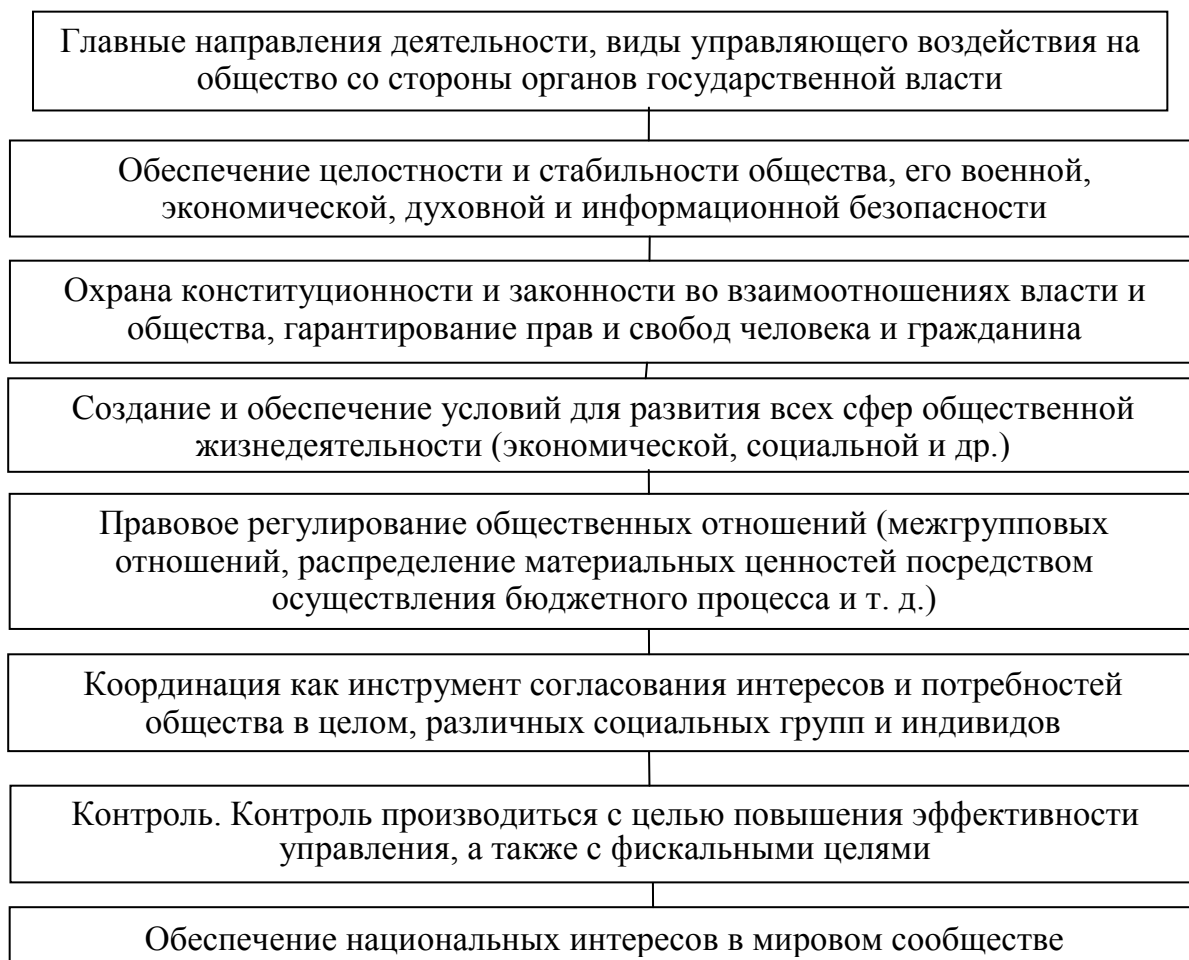 Главные направления деятельности, виды управляющего воздействия на
общество со стороны органов государственной власти
Обеспечение целостности и стабильности общества, его военной,
экономической, духовной и информационной безопасности
Охрана конституционности и законности во взаимоотношениях власти и
общества, гарантирование прав и свобод человека и гражданина
Создание и обеспечение условий для развития всех сфер общественной
жизнедеятельности (экономической, социальной и др.)
Правовое регулирование общественных отношений (межгрупповых
отношений, распределение материальных ценностей посредством
осуществления бюджетного процесса и т. д.)
Координация как инструмент согласования интересов и потребностей
общества в целом, различных социальных групп и индивидов
Контроль. Контроль производиться с целью повышения эффективности
управления, а также с фискальными целями
Обеспечение национальных интересов в мировом сообществе